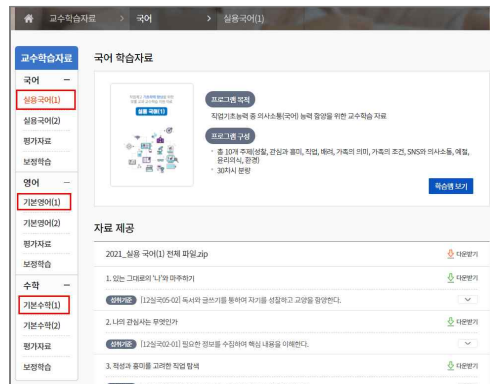 교수학습자료 > 국어 > 실용국어(1)
교수학습자료
국어 −
실용국어(1)
실용국어(2)
평가자료
보정학습
영어 −
기본영어(1)
기본영어(2)
평가자료
보정학습
수학 −
기본수학(1)
기본수학(2)
평가자료
보정학습
국어 학습자료
실용 국어(1)
프로그램 목적
직업기초능력 중 의사소통(국어) 능력 함양을 위한 교수학습 자료
프로그램 구성
· 총 10개 주제(성찰, 관심과 흥미, 직업, 배려, 가족의 의미, 가족의 조건, SNS와 의사소통, 예절,
윤리의식, 환경)
· 30차시 분량
학습맵 보기
자료 제공
2021_실용 국어(1) 전체 파일.zip 다운받기
1. 있는 그대로의 '나'와 마주하기 다운받기
성취기준 [12실국05-02] 독서와 글쓰기를 통하여 자기를 성찰하고 교양을 함양한다.
2. 나의 관심사는 무엇인가 다운받기
성취기준 [12실국02-01] 필요한 정보를 수집하여 핵심 내용을 이해한다.
3. 적성과 흥미를 고려한 직업 탐색 다운받기